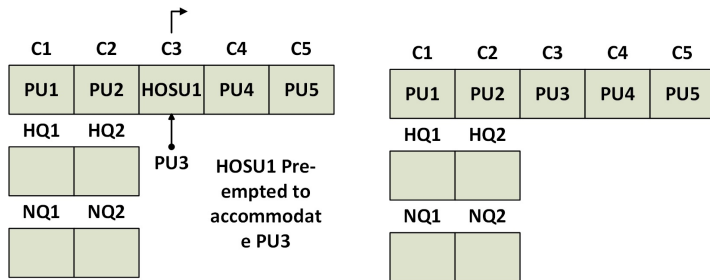 C1 C2 C3 C4 C5
PU1 PU2 HOSU1 PU4 PU5
HQ1 HQ2
PU3
HOSU1 Pre-
empted to
accommodat
e PU3
NQ1 NQ2
C1 C2 C3 C4 C5
PU1 PU2 PU3 PU4 PU5
HQ1 HQ2
NQ1 NQ2